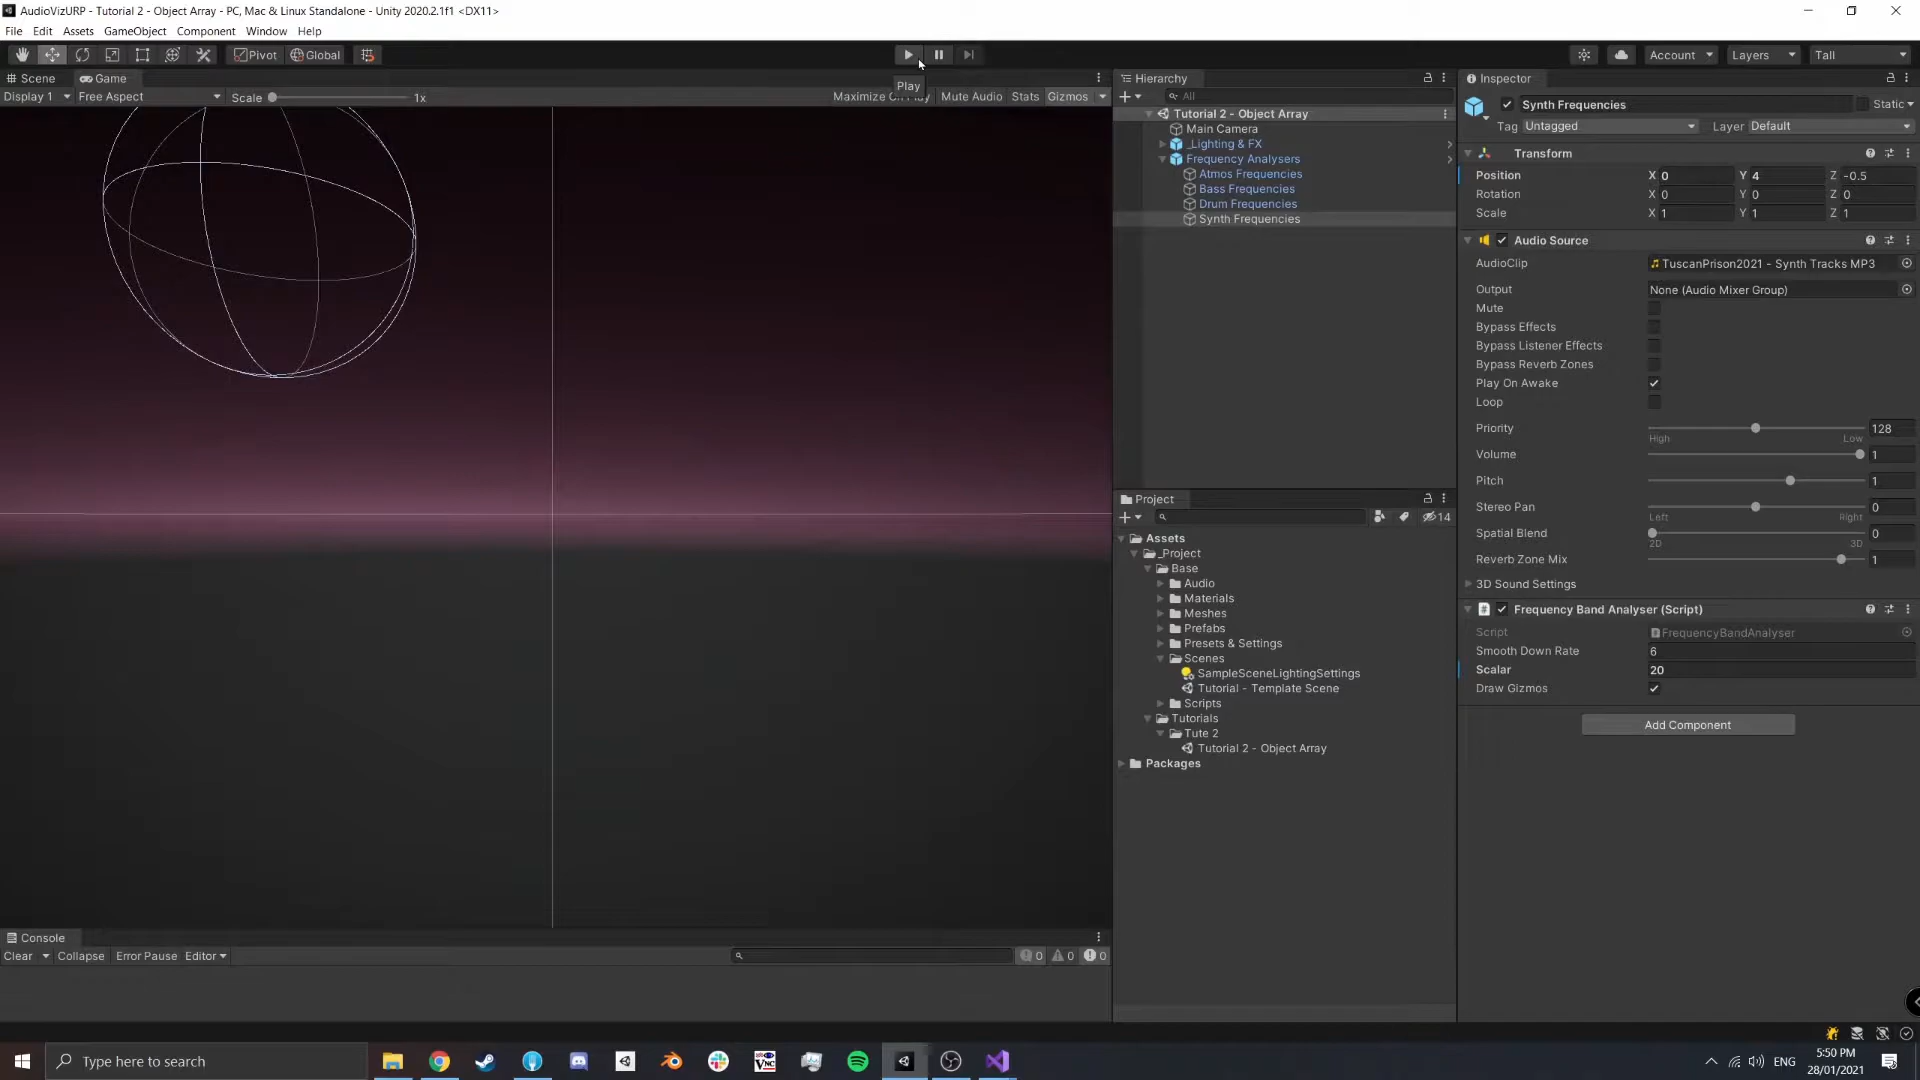 AudioVizURP - Tutorial 2 - Object Array - PC, Mac & Linux Standalone - Unity 2020.2.1f1 <DX11>
File Edit Assets GameObject Component Window Help
Pivot Global
Account Layers Tall
Scene Game
Play
Display 1 Free Aspect Scale 1x Mute Audio Stats Gizmos
Hierarchy
All
Tutorial 2 - Object Array
Main Camera
_Lighting & FX
Frequency Analysers
Atmos Frequencies
Bass Frequencies
Drum Frequencies
Synth Frequencies
Project
14
Assets
_Project
Base
Audio
Materials
Meshes
Prefabs
Presets & Settings
Scenes
SampleSceneLightingSettings
Tutorial - Template Scene
Scripts
Tutorials
Tute 2
Tutorial 2 - Object Array
Packages
Inspector
Synth Frequencies Static
Tag Untagged Layer Default
Transform
Position X 0 Y 4 Z -0.5
Rotation X 0 Y 0 Z 0
Scale X 1 Y 1 Z 1
Audio Source
AudioClip TuscanPrison2021 - Synth Tracks MP3
Output None (Audio Mixer Group)
Mute
Bypass Effects
Bypass Listener Effects
Bypass Reverb Zones
Play On Awake
Loop
Priority 128
High Low
Volume 1
Pitch 1
Stereo Pan 0
Left Right
Spatial Blend 0
2D 3D
Reverb Zone Mix 1
3D Sound Settings
Frequency Band Analyser (Script)
Script FrequencyBandAnalyser
Smooth Down Rate 6
Scalar 20
Draw Gizmos
Add Component
Console
Clear Collapse Error Pause Editor 0 0 0
Type here to search
ENG
5:50 PM
28/01/2021